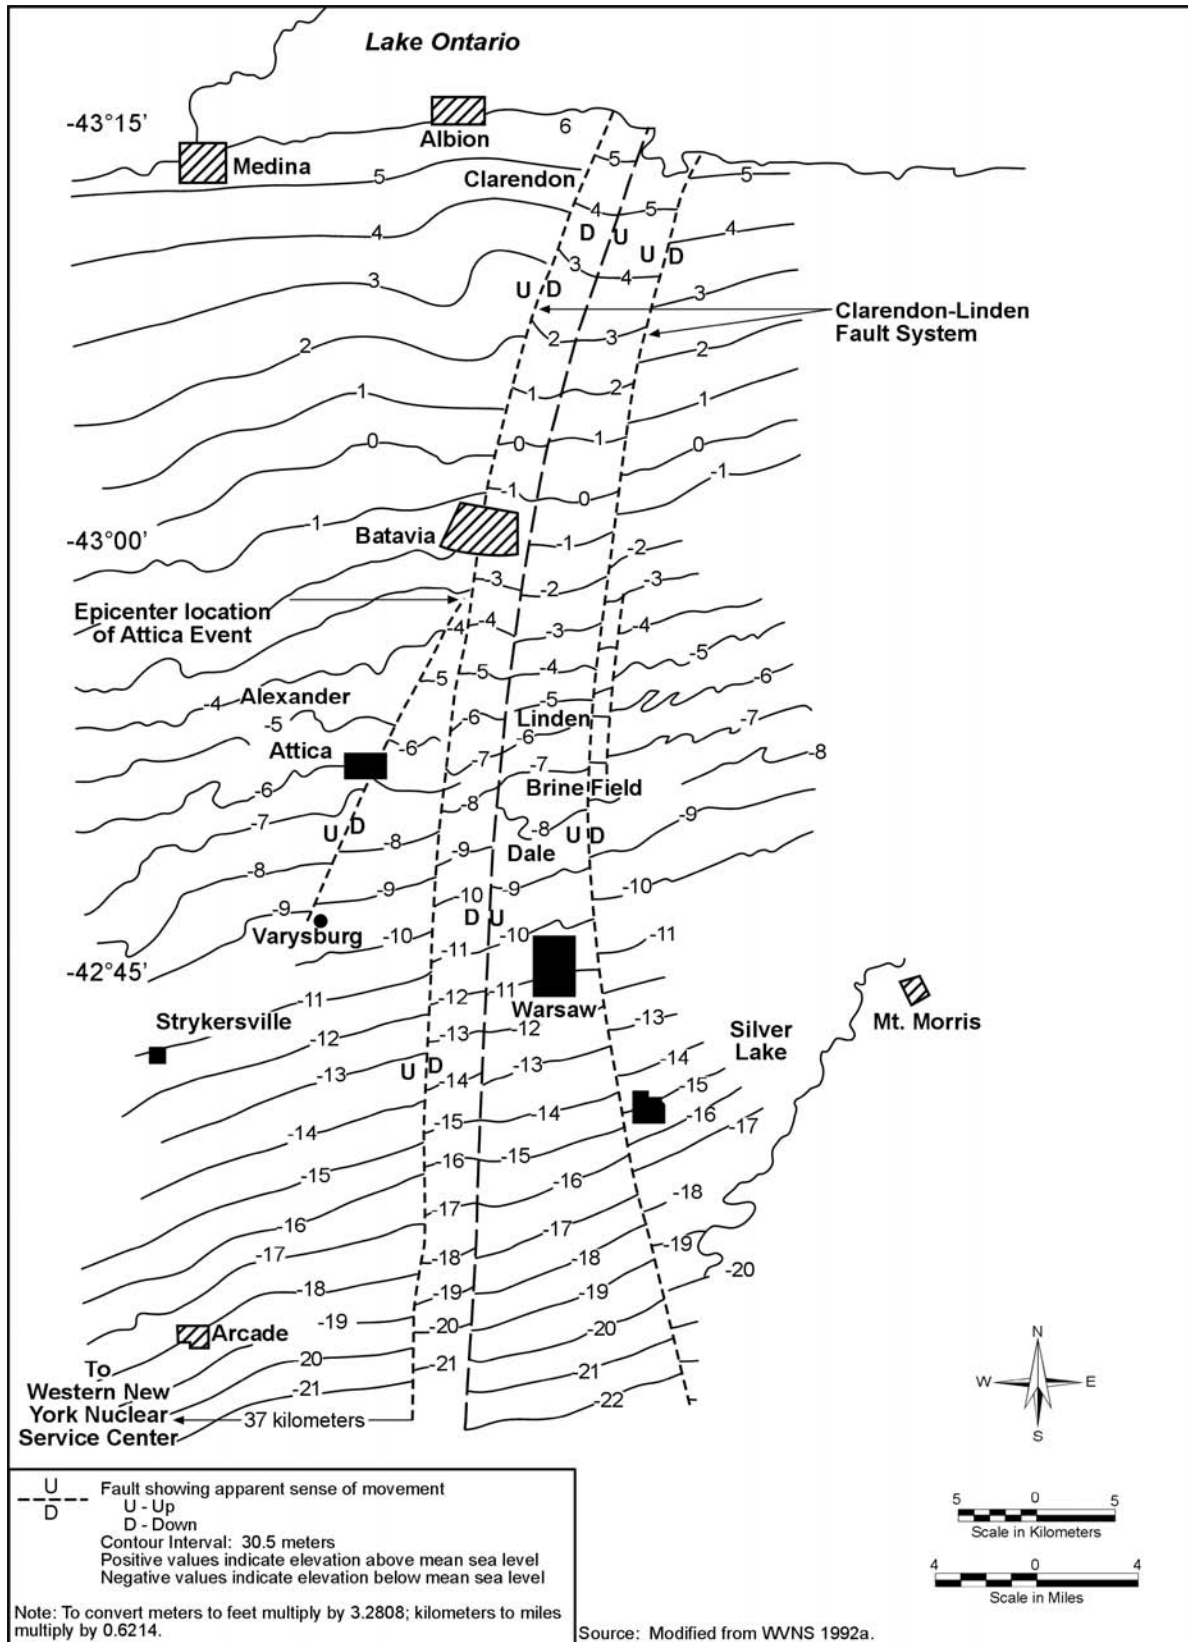 Lake Ontario
-43°15'
Albion
6
Medina
5
Clarendon
5
5
4
5
4
D U
4
U D
3
3
4
U D
3
Clarendon-Linden
Fault System
2
2
3
2
1
1
2
1
0
0
1
0
-1
-1
0
-1
Batavia
-43°00'
-1
-2
-3
-2
-3
Epicenter location
of Attica Event
-4
-4
-3
-4
-5
-5
-4
-5
-6
Alexander
-4
-5
-5
Linden
-6
-6
-7
Attica
-6
-7
-7
-8
-6
Brine Field
-8
-7
U D
-8
-9
-8
U D
Dale
-9
-8
-9
-9
-10
-10
-9
D U
Varysburg
-10
-11
-10
-11
-42°45'
-11
-12
-11
Warsaw
Strykersville
-12
-13
-12
-13
Silver
Lake
Mt. Morris
-13
U D
-14
-13
-14
-15
-14
-15
-14
-16
-17
-15
-16
-15
-16
-18
-16
-17
-17
-17
-18
-18
-19
-18
-19
-19
-20
-19
-20
-20
Arcade
20
-21
-21
-21
-22
To
Western New
York Nuclear
Service Center
37 kilometers
N
W E
S
U
D
Fault showing apparent sense of movement
U - Up
D - Down
Contour Interval: 30.5 meters
Positive values indicate elevation above mean sea level
Negative values indicate elevation below mean sea level
Note: To convert meters to feet multiply by 3.2808; kilometers to miles
multiply by 0.6214.
5 0 5
Scale in Kilometers
4 0 4
Scale in Miles
Source: Modified from WVNS 1992a.